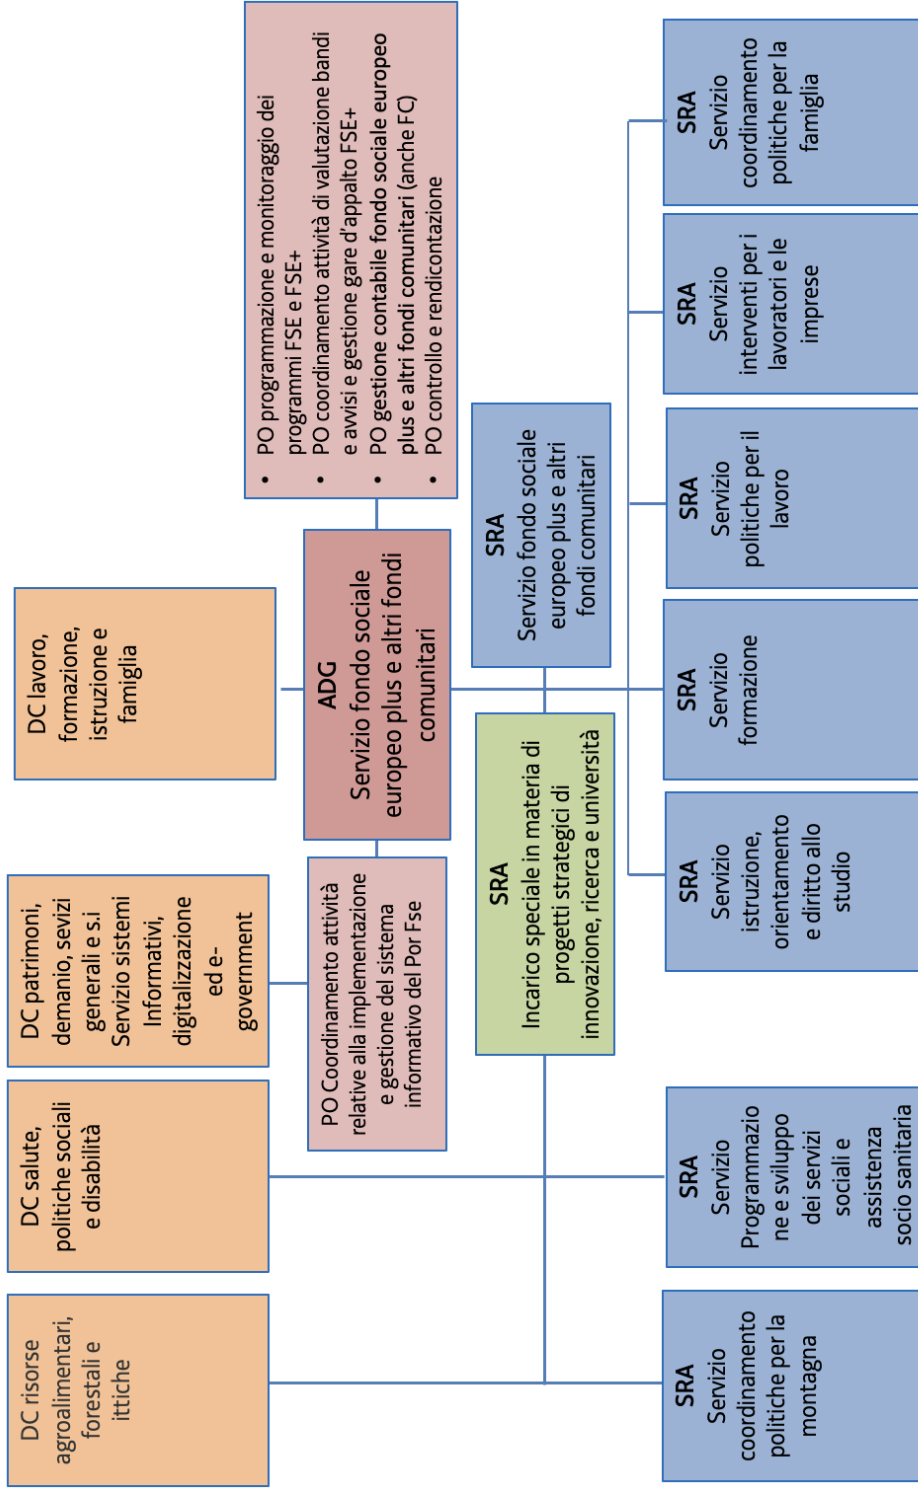 DC risorse
agroalimentari,
forestali e
ittiche
DC salute,
politiche sociali
e disabilità
DC patrimoni,
demanio, sevizi
generali e s.i
Servizio sistemi
Informativi,
digitalizzazione
ed e-
government
DC lavoro,
formazione,
istruzione e
famiglia
PO Coordinamento attività
relative alla implementazione
e gestione del sistema
informativo del Por Fse
ADG
Servizio fondo sociale
europeo plus e altri fondi
comunitari
• PO programmazione e monitoraggio dei
programmi FSE e FSE+
• PO coordinamento attività di valutazione bandi
e avvisi e gestione gare d'appalto FSE+
• PO gestione contabile fondo sociale europeo
plus e altri fondi comunitari (anche FC)
• PO controllo e rendicontazione
SRA
Incarico speciale in materia di
progetti strategici di
innovazione, ricerca e università
SRA
Servizio fondo sociale
europeo plus e altri
fondi comunitari
SRA
Servizio
coordinamento
politiche per la
montagna
SRA
Servizio
Programmazio
ne e sviluppo
dei servizi
sociali e
assistenza
socio sanitaria
SRA
Servizio
istruzione,
orientamento
e diritto allo
studio
SRA
Servizio
formazione
SRA
Servizio
politiche per il
lavoro
SRA
Servizio
interventi per i
lavoratori e le
imprese
SRA
Servizio
coordinamento
politiche per la
famiglia